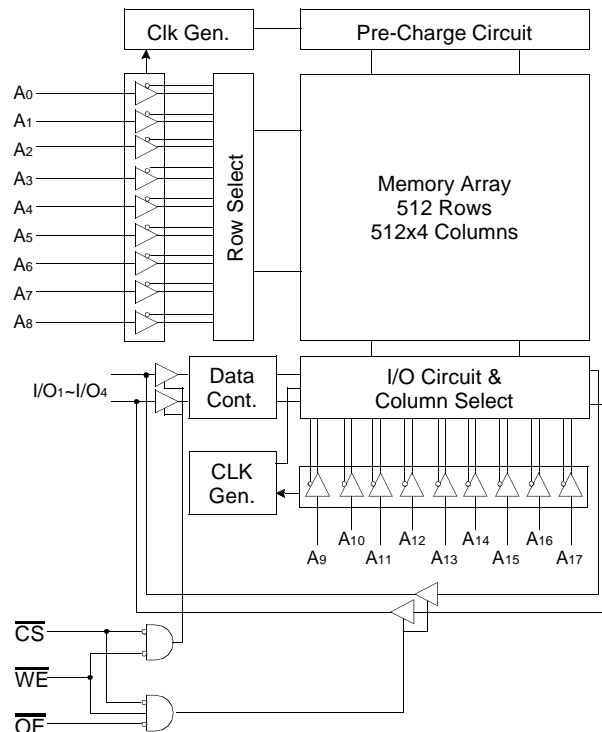 Clk Gen.
Pre-Charge Circuit
A0
A1
A2
A3
A4
A5
A6
A7
A8
Row Select
Memory Array
512 Rows
512x4 Columns
I/O1~I/O4
Data
Cont.
I/O Circuit &
Column Select
CLK
Gen.
A9
A10
A11
A12
A13
A14
A15
A16
A17
CS
WE
OE